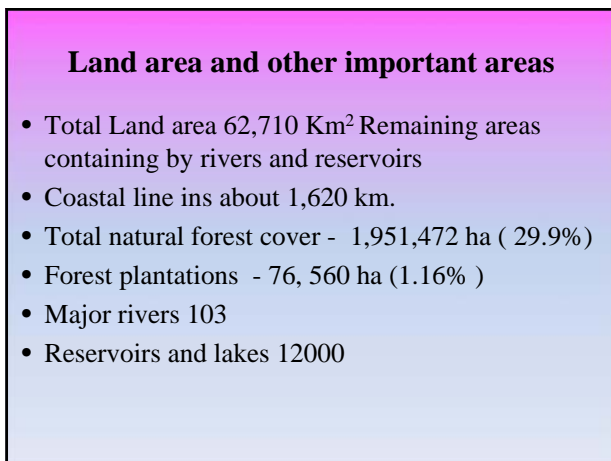 Land area and other important areas
• Total Land area 62,710 Km² Remaining areas
containing by rivers and reservoirs
• Coastal line ins about 1,620 km.
• Total natural forest cover - 1,951,472 ha ( 29.9%)
• Forest plantations - 76, 560 ha (1.16% )
• Major rivers 103
• Reservoirs and lakes 12000